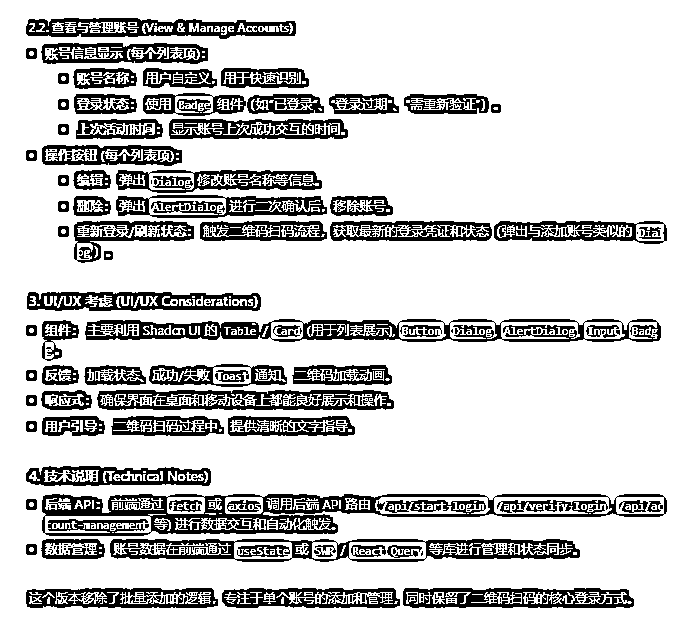 2.2. 查看与管理账号 (View & Manage Accounts)
账号信息显示 (每个列表项):
账号名称：用户自定义，用于快速识别。
登录状态：使用 Badge 组件（如"已登录"、"登录过期"、"需重新验证"）。
上次活动时间：显示账号上次成功交互的时间。
操作按钮 (每个列表项):
编辑：弹出 Dialog 修改账号名称等信息。
删除：弹出 AlertDialog 进行二次确认后，移除账号。
重新登录/刷新状态：触发二维码扫码流程，获取最新的登录凭证和状态（弹出与添加账号类似的 Dial
og）。
3. UI/UX 考虑 (UI/UX Considerations)
组件：主要利用 Shadcn UI 的 Table / Card (用于列表展示), Button, Dialog, AlertDialog, Input, Badg
e。
反馈：加载状态、成功/失败 Toast 通知，二维码加载动画。
响应式：确保界面在桌面和移动设备上都能良好展示和操作。
用户引导：二维码扫码过程中，提供清晰的文字指导。
4. 技术说明 (Technical Notes)
后端 API：前端通过 fetch 或 axios 调用后端 API 路由 (/api/start-login, /api/verify-login, /api/ac
count-management 等) 进行数据交互和自动化触发。
数据管理：账号数据在前端通过 useState 或 SWR / React Query 等库进行管理和状态同步。
这个版本移除了批量添加的逻辑，专注于单个账号的添加和管理，同时保留了二维码扫码的核心登录方式。